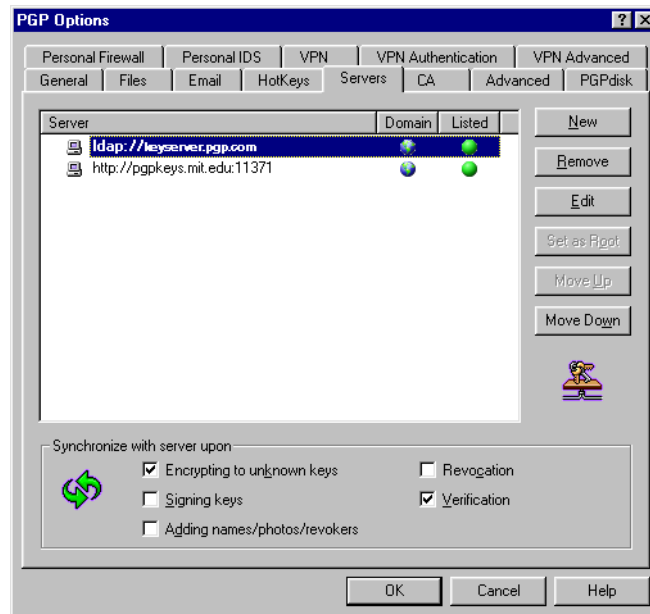 PGP Options
Personal Firewall Personal IDS VPN VPN Authentication VPN Advanced
General Files Email HotKeys Servers CA Advanced PGPdisk
Server Domain Listed
ldap://keyserver.pgp.com
http://pgpkeys.mit.edu:11371
New
Remove
Edit
Set as Root
Move Up
Move Down
Synchronize with server upon
Encrypting to unknown keys Revocation
Signing keys Verification
Adding names/photos/revokers
OK Cancel Help